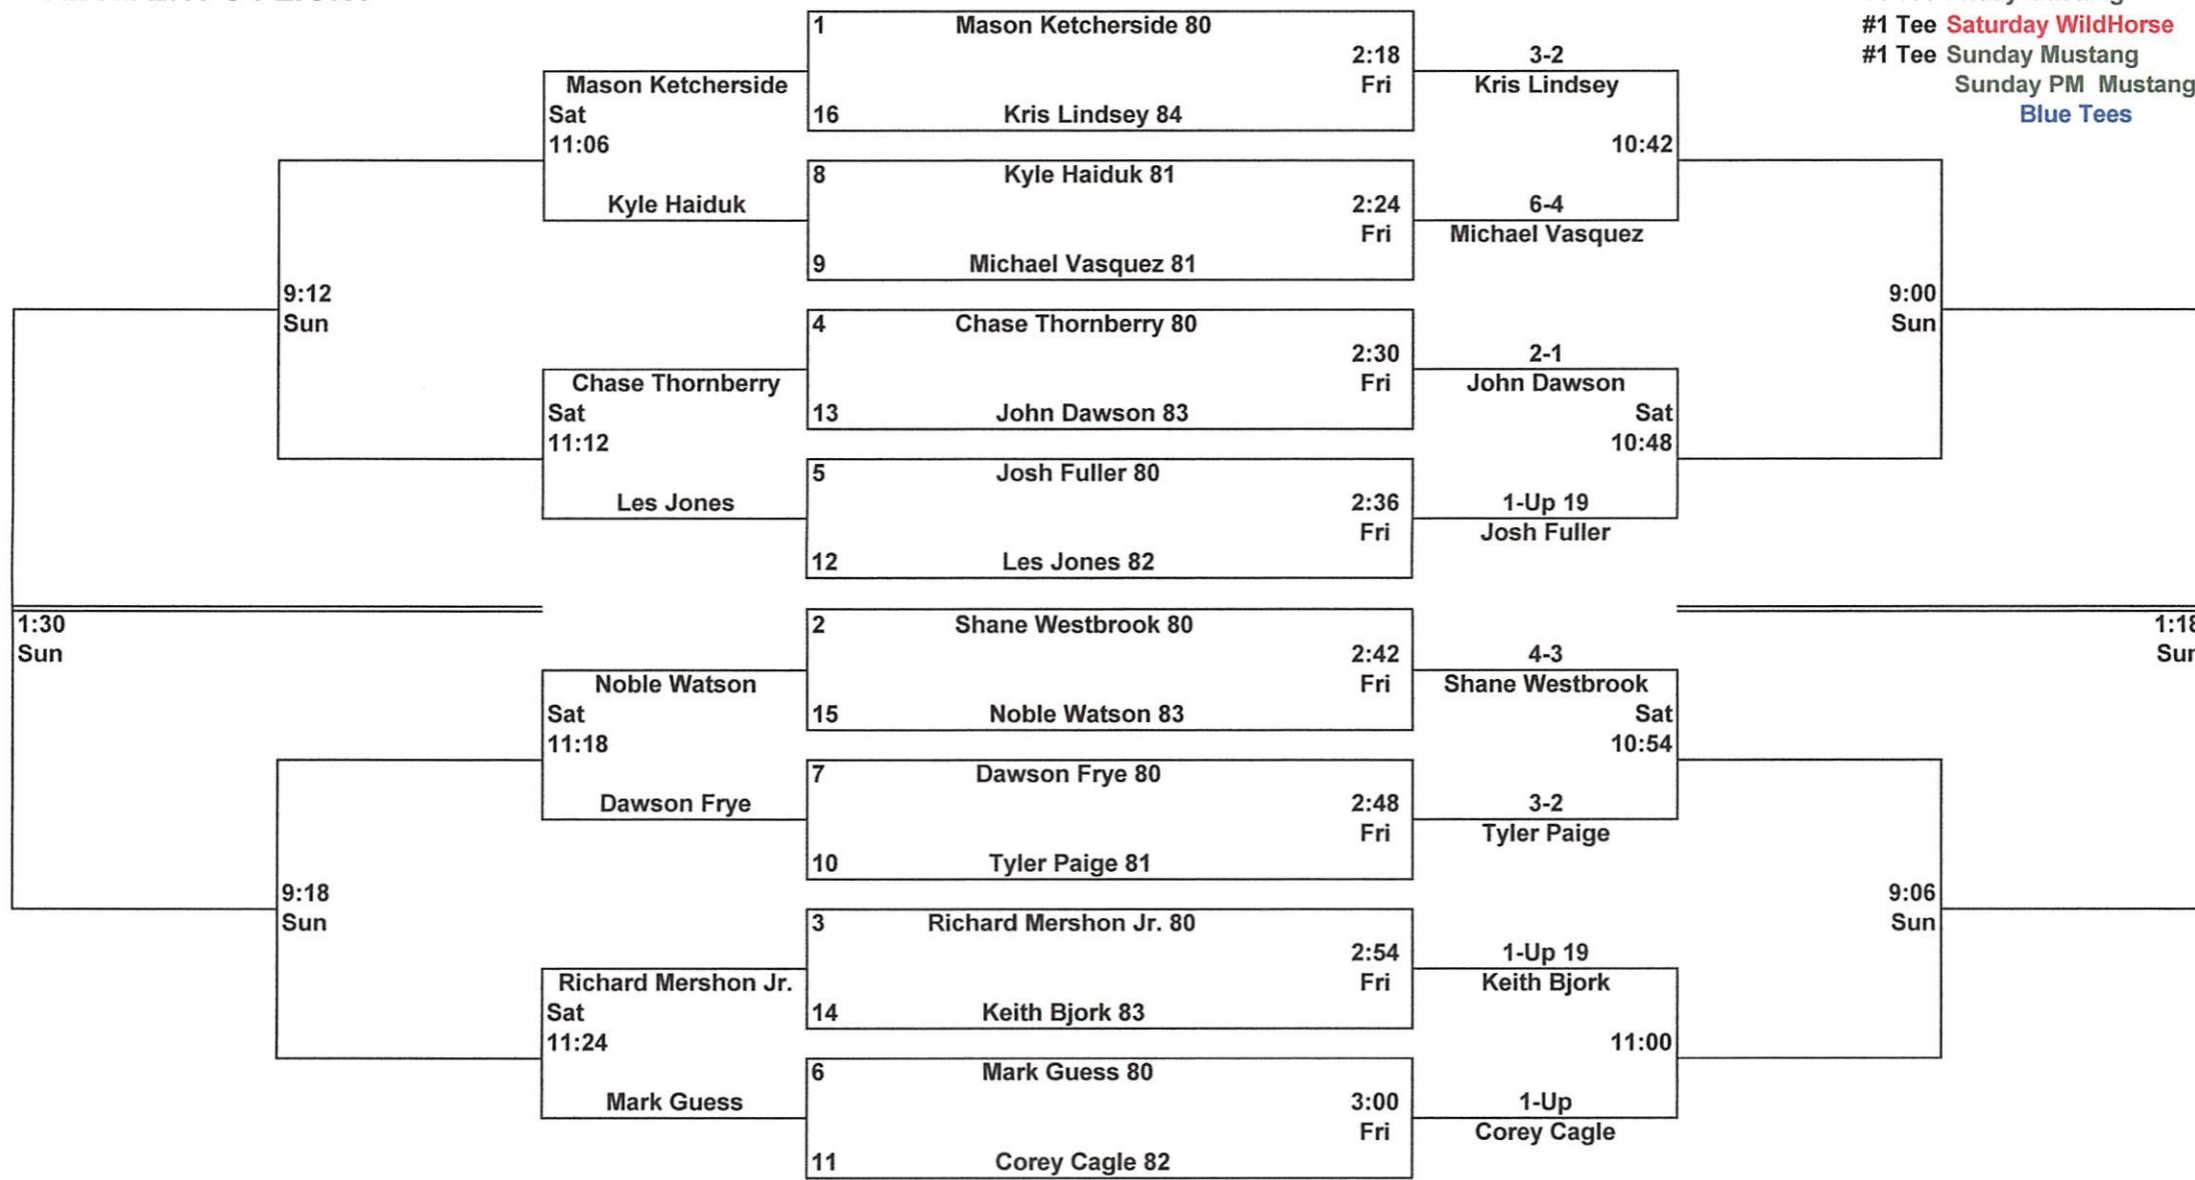 #1 Tee Saturday WildHorse
#1 Tee Sunday Mustang
Sunday PM Mustang
Blue Tees
1 Mason Ketcherside 80
2:18
Fri
16 Kris Lindsey 84
8 Kyle Haiduk 81
2:24
Fri
9 Michael Vasquez 81
4 Chase Thornberry 80
2:30
Fri
13 John Dawson 83
5 Josh Fuller 80
2:36
Fri
12 Les Jones 82
2 Shane Westbrook 80
2:42
Fri
15 Noble Watson 83
7 Dawson Frye 80
2:48
Fri
10 Tyler Paige 81
3 Richard Mershon Jr. 80
2:54
Fri
14 Keith Bjork 83
6 Mark Guess 80
3:00
Fri
11 Corey Cagle 82
Mason Ketcherside
Sat
11:06
Kyle Haiduk
Chase Thornberry
Sat
11:12
Les Jones
Noble Watson
Sat
11:18
Dawson Frye
Richard Mershon Jr.
Sat
11:24
Mark Guess
9:12
Sun
9:18
Sun
1:30
Sun
3-2
Kris Lindsey
10:42
6-4
Michael Vasquez
2-1
John Dawson
Sat
10:48
1-Up 19
Josh Fuller
4-3
Shane Westbrook
Sat
10:54
3-2
Tyler Paige
1-Up 19
Keith Bjork
11:00
1-Up
Corey Cagle
9:00
Sun
9:06
Sun
1:18
Sun